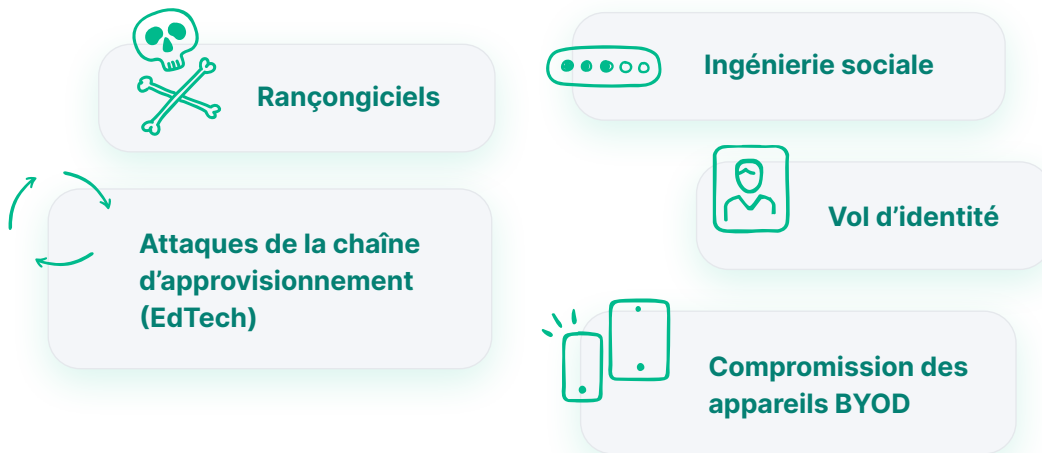 Rançongiciels
Attaques de la chaîne
d’approvisionnement
(EdTech)
Ingénierie sociale
Vol d’identité
Compromission des
appareils BYOD